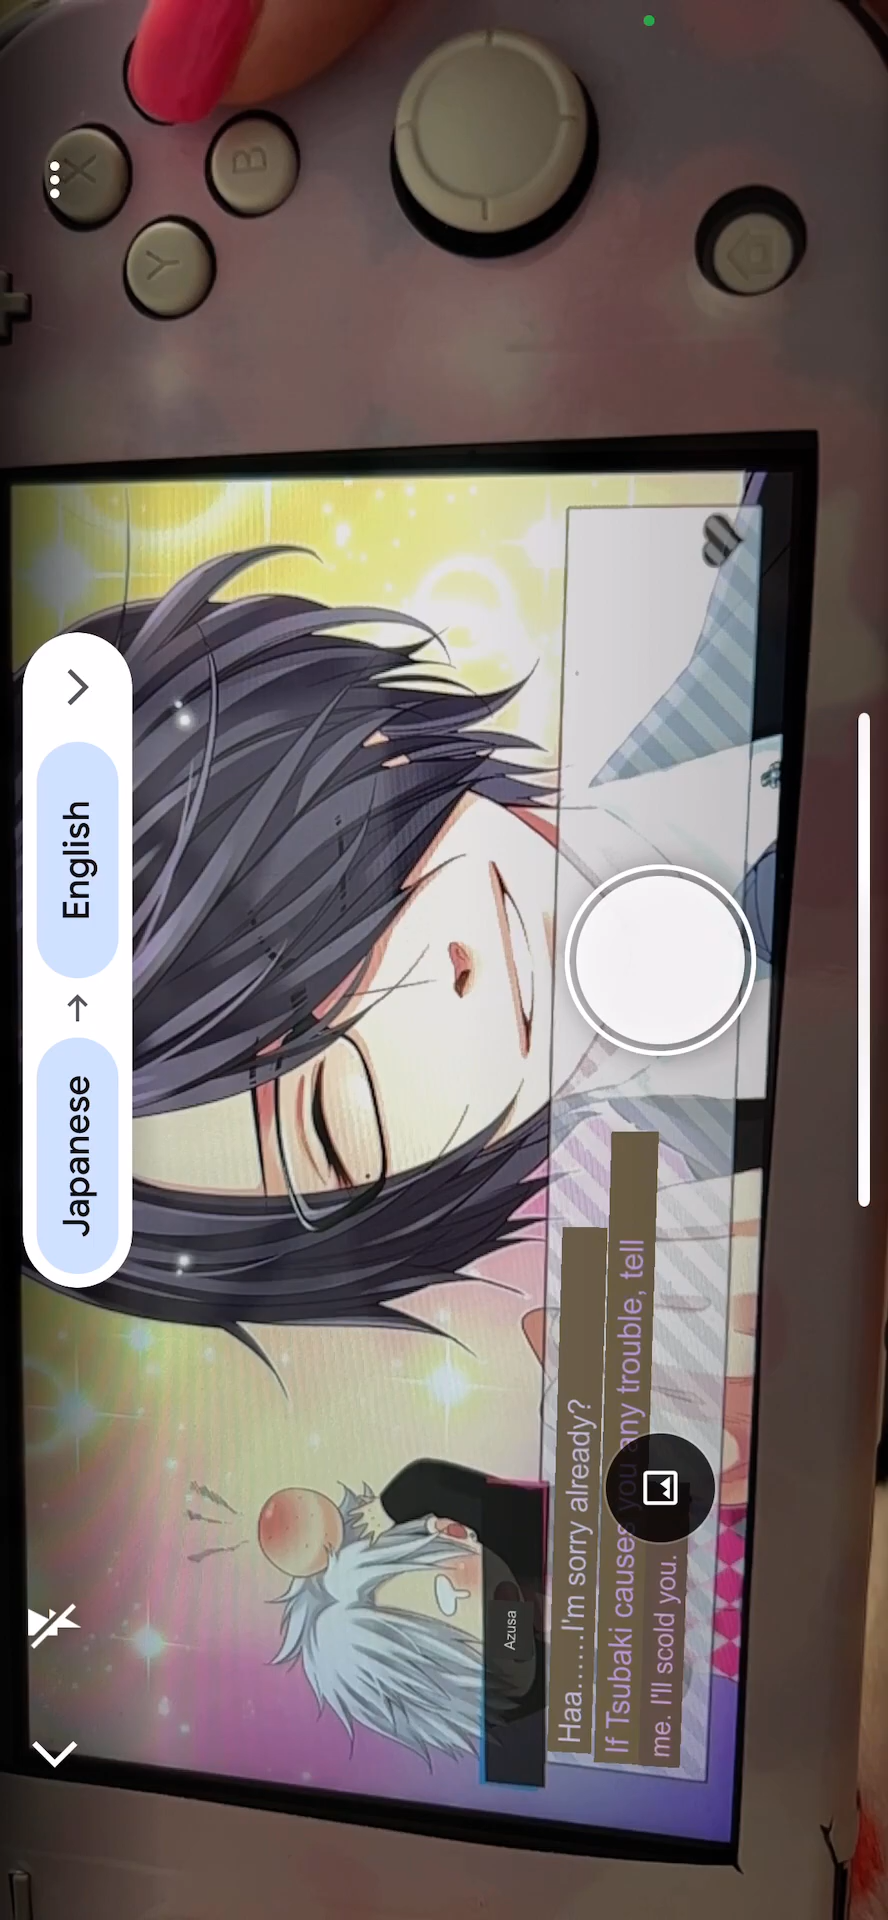 Japanese → English
Azusa
Haa......I'm sorry already?
If Tsubaki causes you any trouble, tell
me. I'll scold you.
X
B
Y